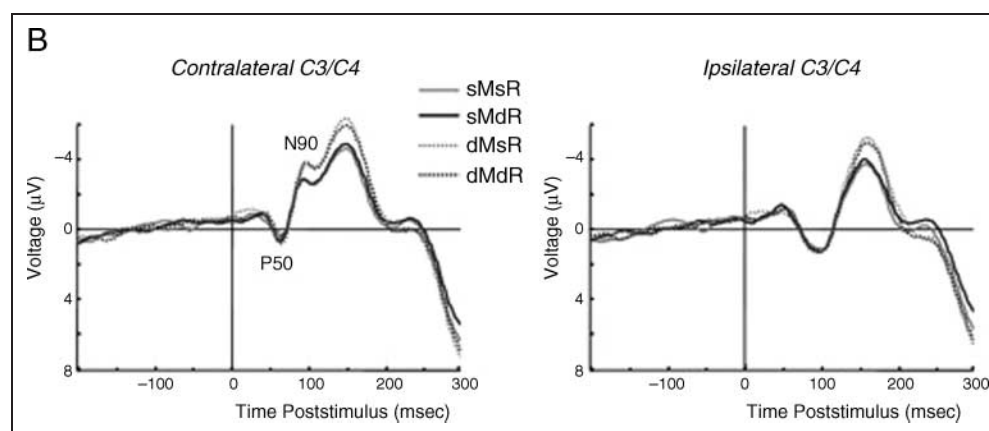 B
Contralateral C3/C4
sMsR
sMdR
dMsR
dMdR
Ipsilateral C3/C4
Voltage (μV)
−4
0
4
8
N90
P50
−100
0
100
200
300
Time Poststimulus (msec)
Voltage (μV)
−4
0
4
8
−100
0
100
200
300
Time Poststimulus (msec)